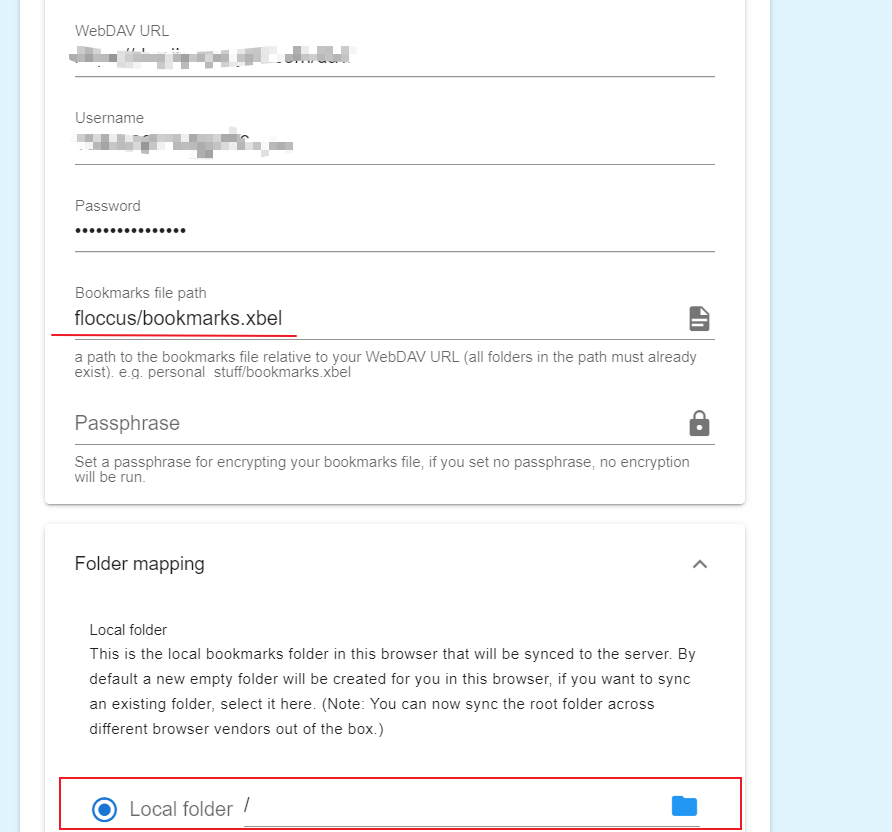 WebDAV URL
Username
Password
••••••••••••••••
Bookmarks file path
floccus/bookmarks.xbel
a path to the bookmarks file relative to your WebDAV URL (all folders in the path must already
exist). e.g. personal_stuff/bookmarks.xbel
Passphrase
Set a passphrase for encrypting your bookmarks file, if you set no passphrase, no encryption
will be run.
Folder mapping
Local folder
This is the local bookmarks folder in this browser that will be synced to the server. By
default a new empty folder will be created for you in this browser, if you want to sync
an existing folder, select it here. (Note: You can now sync the root folder across
different browser vendors out of the box.)
Local folder /